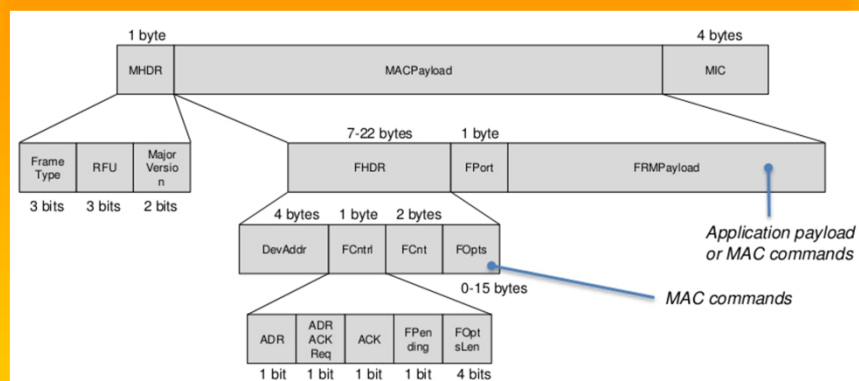 1 byte
4 bytes
MHDR
MACPayload
MIC
7-22 bytes
1 byte
Frame
Type
RFU
Major
Versio
n
FHDR
FPort
FRMPayload
3 bits
3 bits
2 bits
4 bytes
1 byte
2 bytes
DevAddr
FCntrl
FCnt
FOpts
Application payload
or MAC commands
0-15 bytes
MAC commands
ADR
ADR
ACK
Req
ACK
FPen
ding
FOpt
sLen
1 bit
1 bit
1 bit
1 bit
4 bits